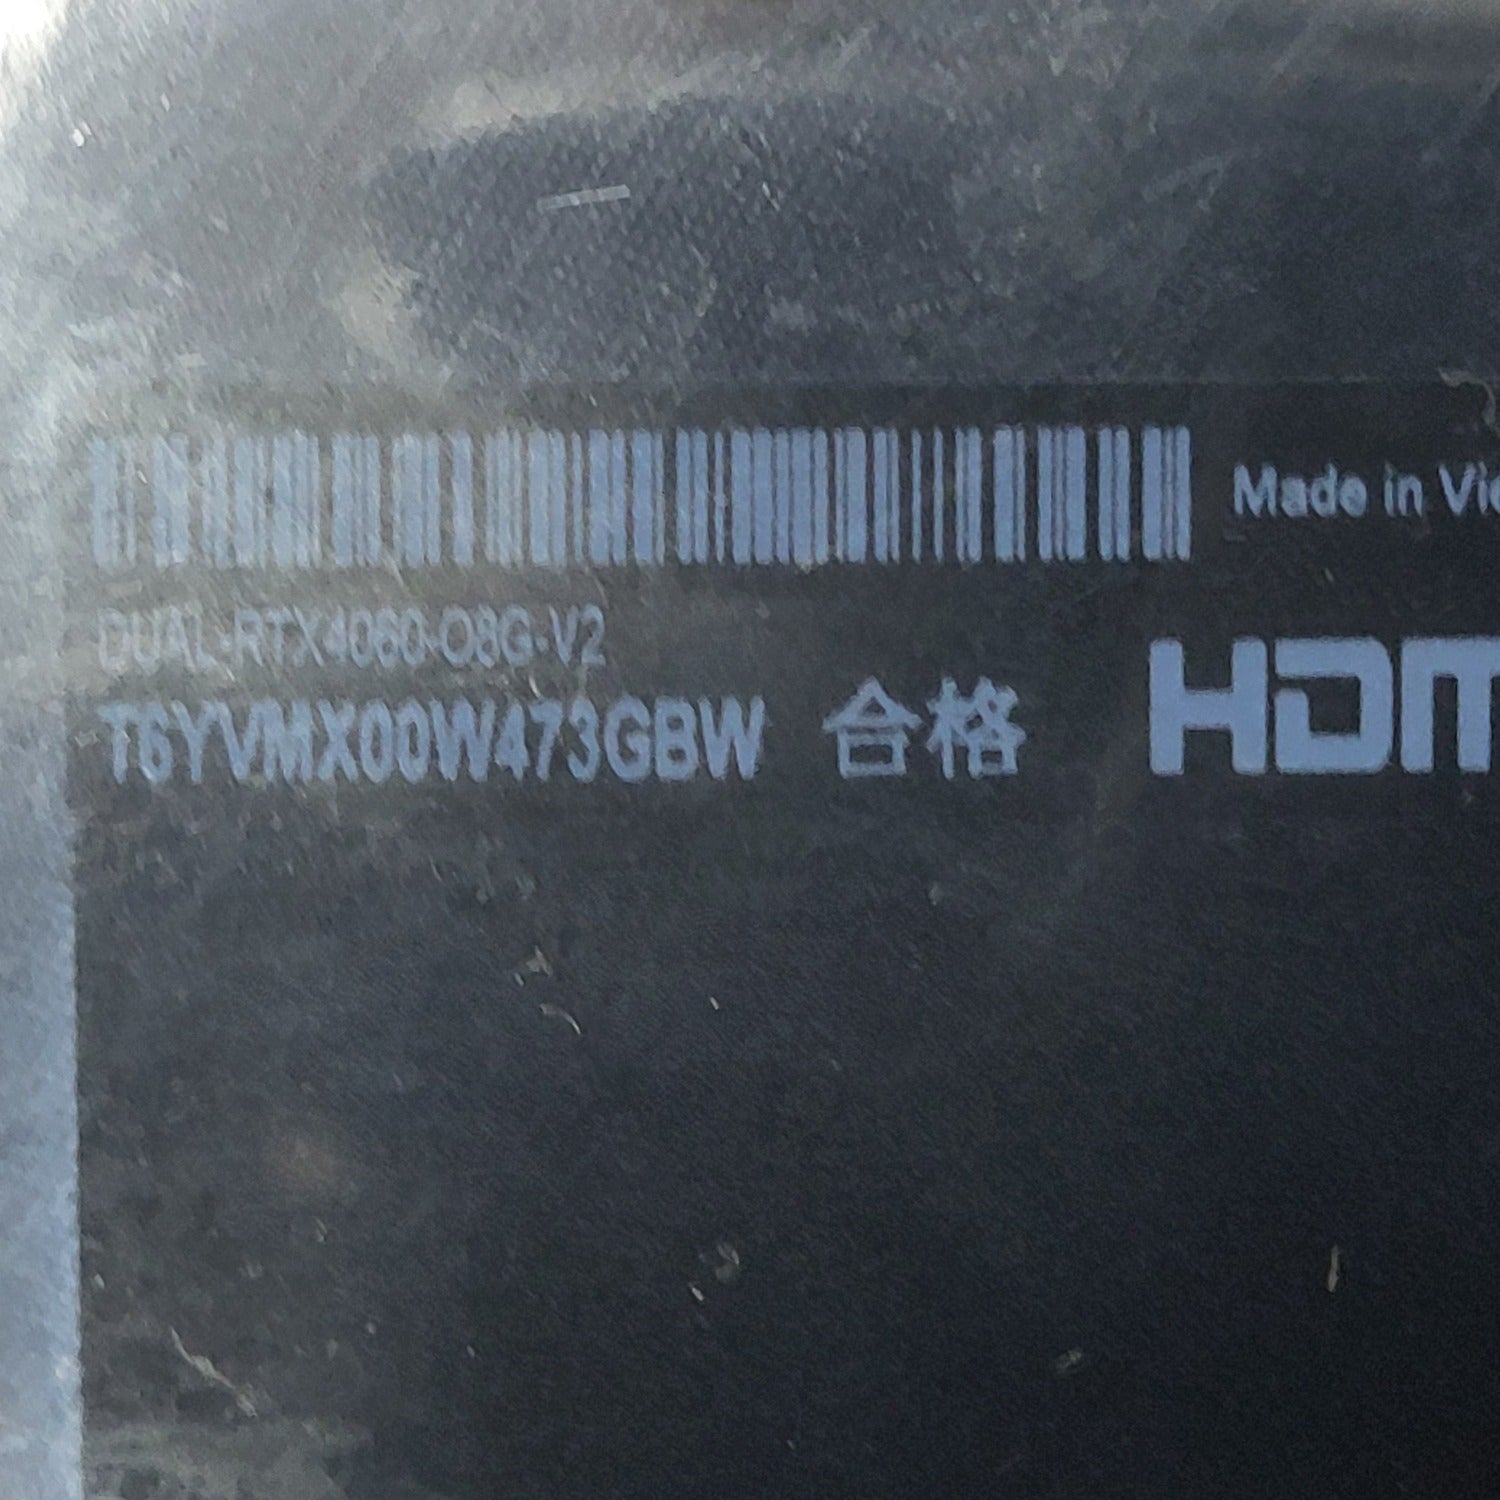 Made in Vie
DUAL-RTX4060-O8G-V2
T6YVMX00W473GBW 合格
HDM